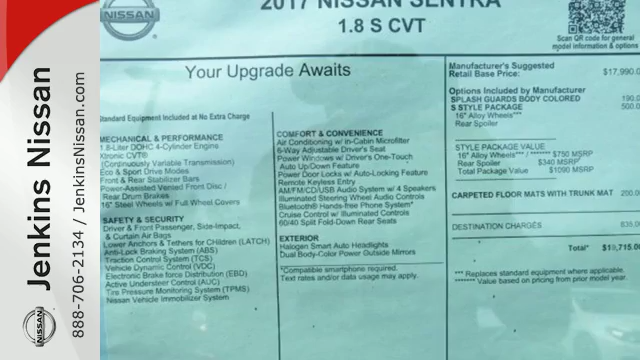 NISSAN
Jenkins Nissan
888-706-2134 / JenkinsNissan.com
NISSAN
2017 NISSAN SENTRA
1.8 S CVT
Scan QR code for general
model information & options
Your Upgrade Awaits
Standard Equipment Included at No Extra Charge
MECHANICAL & PERFORMANCE
1.8-Liter DOHC 4-Cylinder Engine
Xtronic CVT®
(Continuously Variable Transmission)
Eco & Sport Drive Modes
Front & Rear Stabilizer Bars
Power-Assisted Vented Front Disc /
Rear Drum Brakes
16" Steel Wheels w/ Full Wheel Covers
SAFETY & SECURITY
Driver & Front Passenger, Side-Impact,
& Curtain Air Bags
Lower Anchors & Tethers for Children (LATCH)
Anti-Lock Braking System (ABS)
Traction Control System (TCS)
Vehicle Dynamic Control (VDC)
Electronic Brake force Distribution (EBD)
Active Understeer Control (AUC)
Tire Pressure Monitoring System (TPMS)
Nissan Vehicle Immobilizer System
COMFORT & CONVENIENCE
Air Conditioning w/ In-Cabin Microfilter
6-Way Adjustable Driver's Seat
Power Windows w/ Driver's One-Touch
Auto Up/Down Feature
Power Door Locks w/ Auto-Locking Feature
Remote Keyless Entry
AM/FM/CD/USB Audio System w/ 4 Speakers
Illuminated Steering Wheel Audio Controls
Bluetooth® Hands-free Phone System*
Cruise Control w/ Illuminated Controls
60/40 Split Fold-Down Rear Seats
EXTERIOR
Halogen Smart Auto Headlights
Dual Body-Color Power Outside Mirrors
*Compatible smartphone required.
Text rates and/or data usage may apply.
Manufacturer's Suggested
Retail Base Price: $17,990.0
Options Included by Manufacturer
SPLASH GUARDS BODY COLORED 190.0
S STYLE PACKAGE 500.0
16" Alloy Wheels***
Rear Spoiler
STYLE PACKAGE VALUE
16" Alloy Wheels*** / ******* $750 MSRP
Rear Spoiler $340 MSRP
Total Package Value $1090 MSRP
CARPETED FLOOR MATS WITH TRUNK MAT 200.00
DESTINATION CHARGES 835.0
Total* 715.00
*** Replaces standard equipment where applicable.
******* Value based on pricing from prior model year.